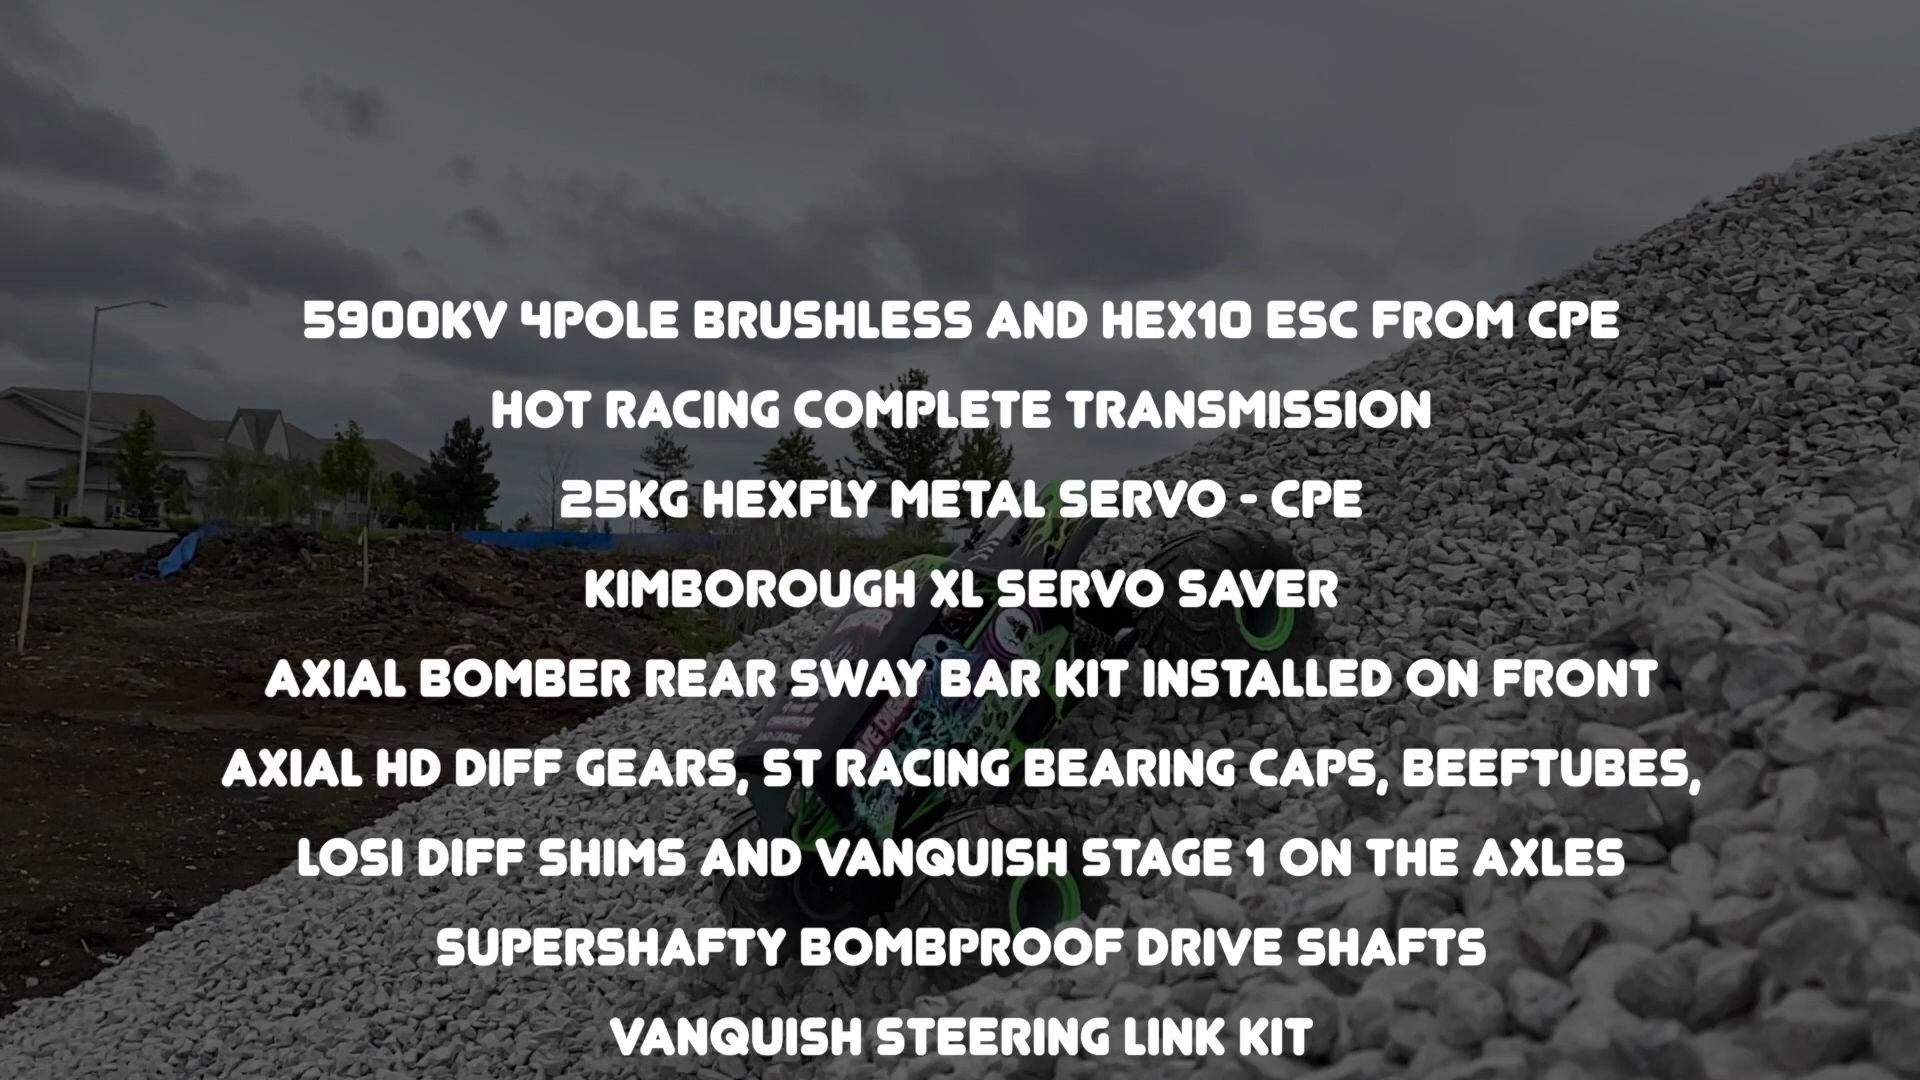 5900KV 4POLE BRUSHLESS AND HEX10 ESC FROM CPE
HOT RACING COMPLETE TRANSMISSION
25KG HEXFLY METAL SERVO - CPE
KIMBOROUGH XL SERVO SAVER
AXIAL BOMBER REAR SWAY BAR KIT INSTALLED ON FRONT
AXIAL HD DIFF GEARS, ST RACING BEARING CAPS, BEEFTUBES,
LOSI DIFF SHIMS AND VANQUISH STAGE 1 ON THE AXLES
SUPERSHAFTY BOMBPROOF DRIVE SHAFTS
VANQUISH STEERING LINK KIT